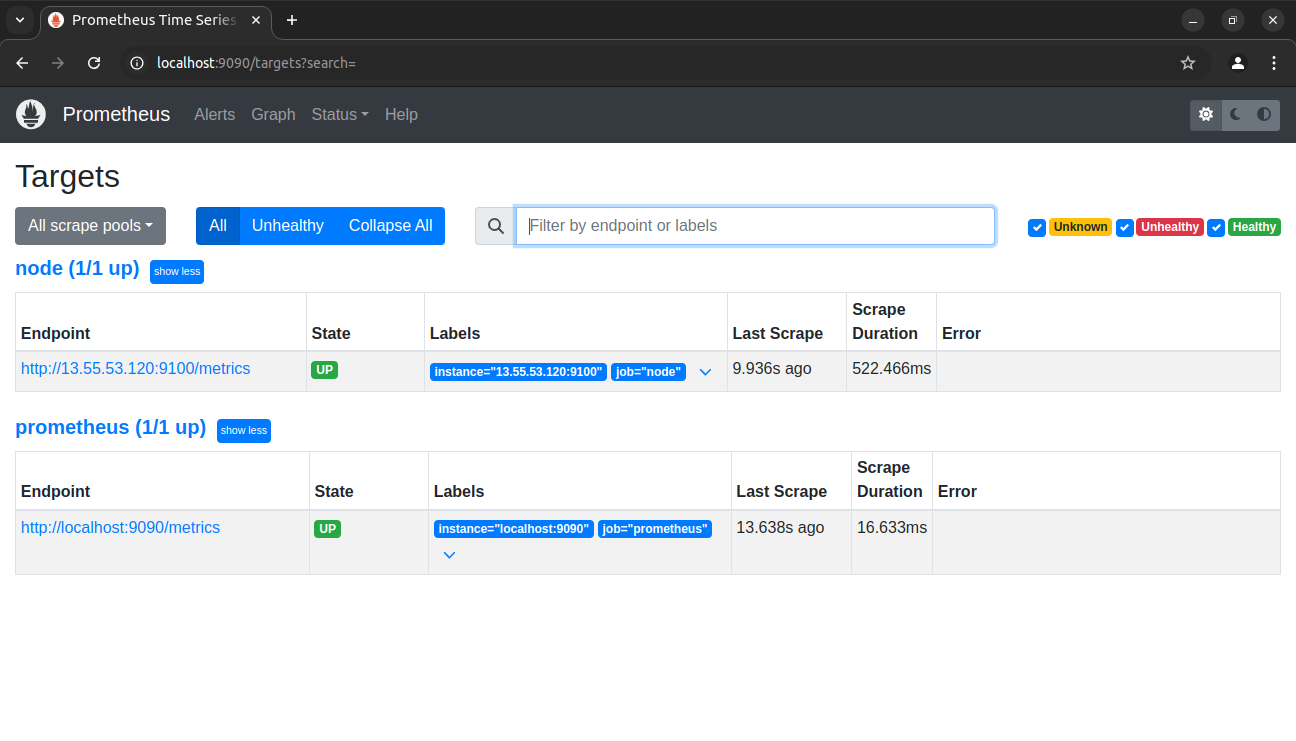 Prometheus Time Series
localhost:9090/targets?search=
Prometheus Alerts Graph Status Help
Targets
All scrape pools All Unhealthy Collapse All Filter by endpoint or labels Unknown Unhealthy Healthy
node (1/1 up) show less
Endpoint State Labels Last Scrape Scrape Duration Error
http://13.55.53.120:9100/metrics UP instance="13.55.53.120:9100" job="node" 9.936s ago 522.466ms
prometheus (1/1 up) show less
Endpoint State Labels Last Scrape Scrape Duration Error
http://localhost:9090/metrics UP instance="localhost:9090" job="prometheus" 13.638s ago 16.633ms